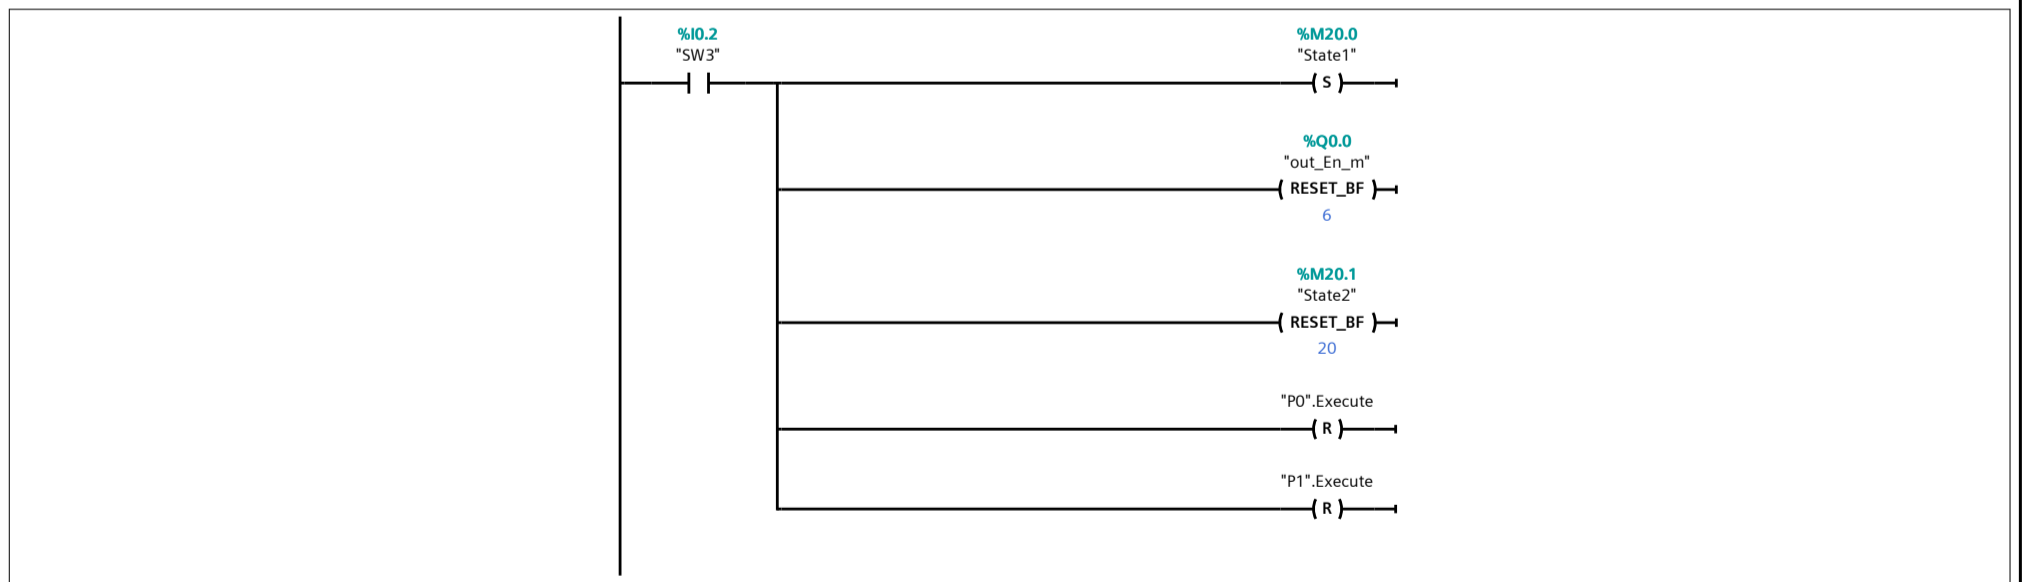 %I0.2
"SW3"
%M20.0
"State1"
S
%Q0.0
"out_En_m"
RESET_BF
6
%M20.1
"State2"
RESET_BF
20
"P0".Execute
R
"P1".Execute
R